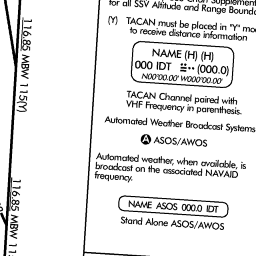 for all SSV Altitude and Range Bounda
(Y) TACAN must be placed in "Y" mo
to receive distance information
NAME (H) (H)
000 IDT (000.0)
N00°00.00' W000°00.00'
TACAN Channel paired with
VHF Frequency in parenthesis.
Automated Weather Broadcast Systems
A ASOS/AWOS
Automated weather, when available, is
broadcast on the associated NAVAID
frequency.
NAME ASOS 000.0 IDT
Stand Alone ASOS/AWOS
116.85 MBW 115(Y)
116.85 MBW 11